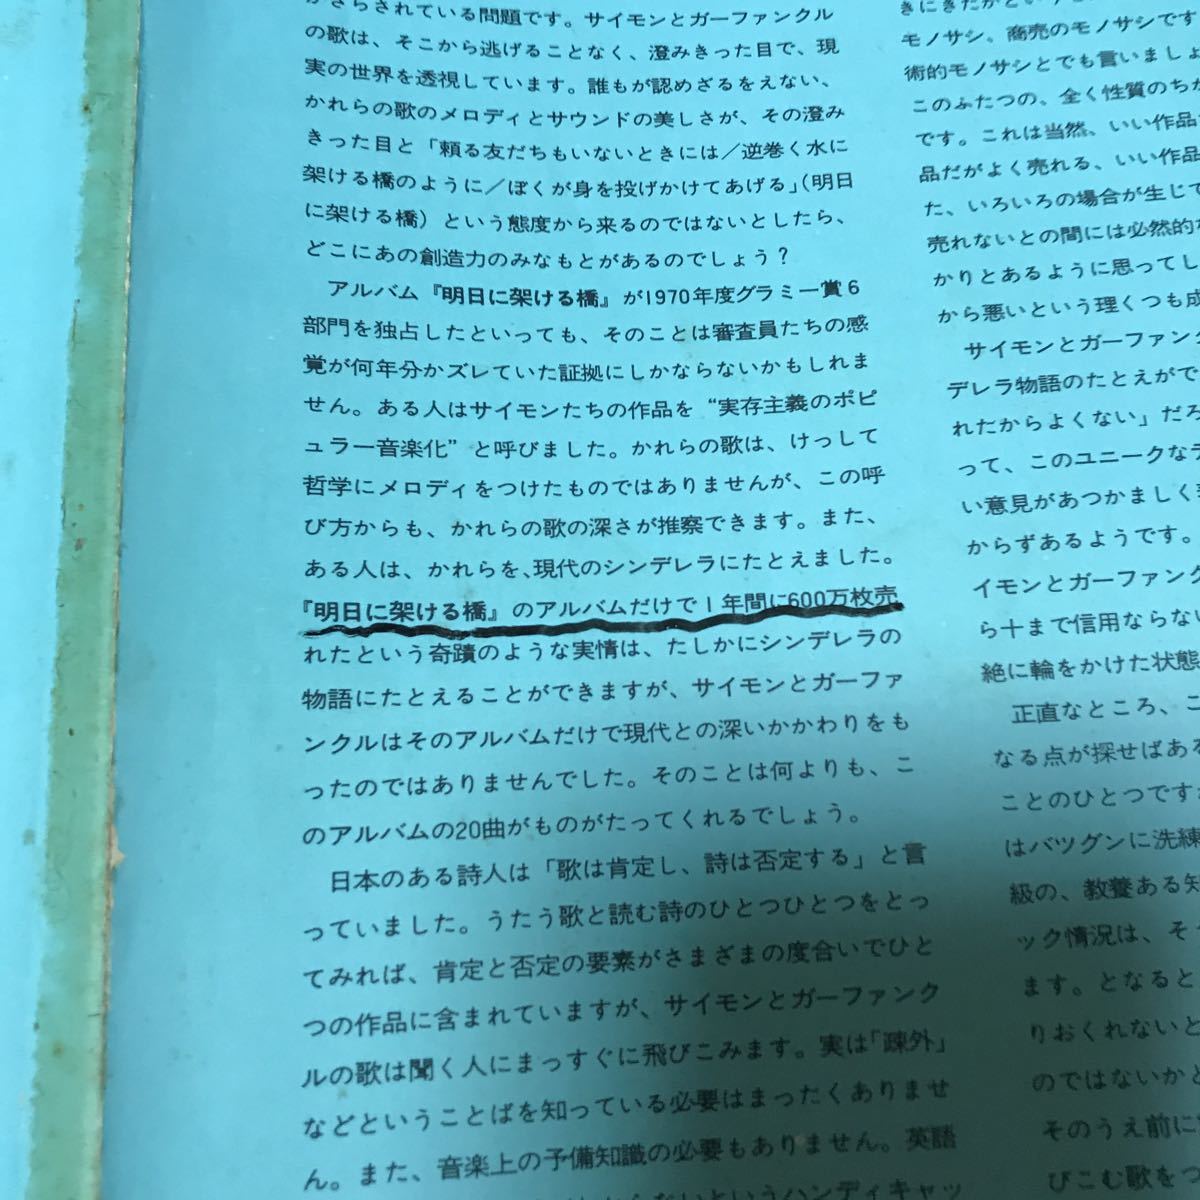 がさらされている問題です。サイモンとガーファンクル
の歌は、そこから逃げることなく、澄みきった目で、現
実の世界を透視しています。誰もが認めざるをえない、
かれらの歌のメロディとサウンドの美しさが、その澄み
きった目と「頼る友だちもいないときには/逆巻く水に
架ける橋のように/ぼくが身を投げかけてあげる」(明日
に架ける橋)という態度から来るのではないとしたら、
どこにあの創造力のみなもとがあるのでしょう?
アルバム『明日に架ける橋』が1970年度グラミー賞6
部門を独占したといっても、そのことは審査員たちの感
覚が何年分かズレていた証拠にしかならないかもしれま
せん。ある人はサイモンたちの作品を“実存主義のポピ
ュラー音楽化”と呼びました。かれらの歌は、けっして
哲学にメロディをつけたものではありませんが、この呼
び方からも、かれらの歌の深さが推察できます。また、
ある人は、かれらを、現代のシンデレラにたとえました。
『明日に架ける橋』のアルバムだけで1年間に600万枚売
れたという奇蹟のような実情は、たしかにシンデレラの
物語にたとえることができますが、サイモンとガーファ
ンクルはそのアルバムだけで現代との深いかかわりをも
ったのではありませんでした。そのことは何よりも、こ
のアルバムの20曲がものがたってくれるでしょう。
日本のある詩人は「歌は肯定し、詩は否定する」と言
っていました。うたう歌と読む詩のひとつひとつをとっ
てみれば、肯定と否定の要素がさまざまの度合いでひと
つの作品に含まれていますが、サイモンとガーファンク
ルの歌は聞く人にまっすぐに飛びこみます。実は「疎外」
などということばを知っている必要はまったくありませ
ん。また、音楽上の予備知識の必要もありません。英語
ないというハンディキャッ
モノサシ。商売のモノサシです
術的モノサシとでも言いましょ
このふたつの、全く性質のちが
です。これは当然、いい作品
品だがよく売れる、いい作品
た、いろいろの場合が生じて
売れないとの間には必然的な
かりとあるように思ってし
から悪いという理くつも成
サイモンとガーファンク
デレラ物語のたとえがで
れたからよくない」だろ
って、このユニークなデ
い意見があつかましく
からずあるようです。
イモンとガーファンク
ら十まで信用ならない
絶に輪をかけた状態
正直なところ、こ
なる点が探せばある
ことのひとつですが
はバツグンに洗練
級の、教養ある知
ック情況は、そう
ます。となると
りおくれないと
のではないかと
そのうえ前に
びこむ歌をつ